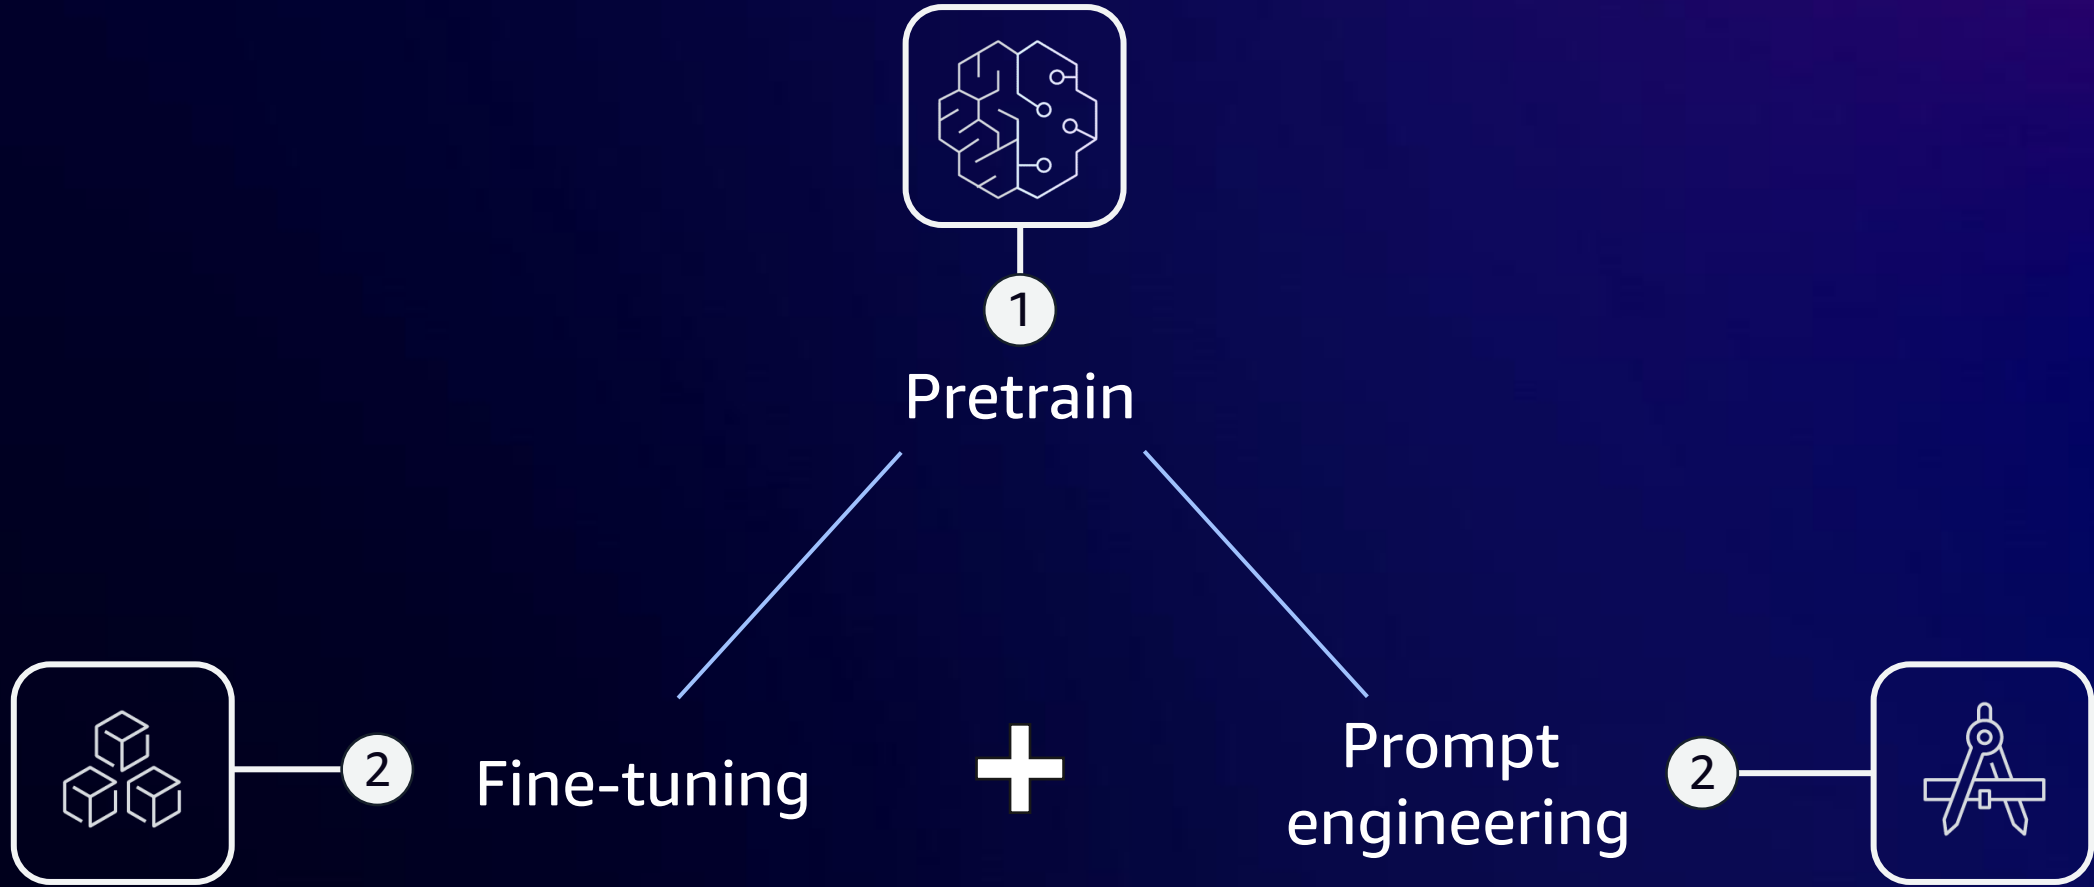 1
Pretrain
2
Fine-tuning
+
Prompt
engineering
2